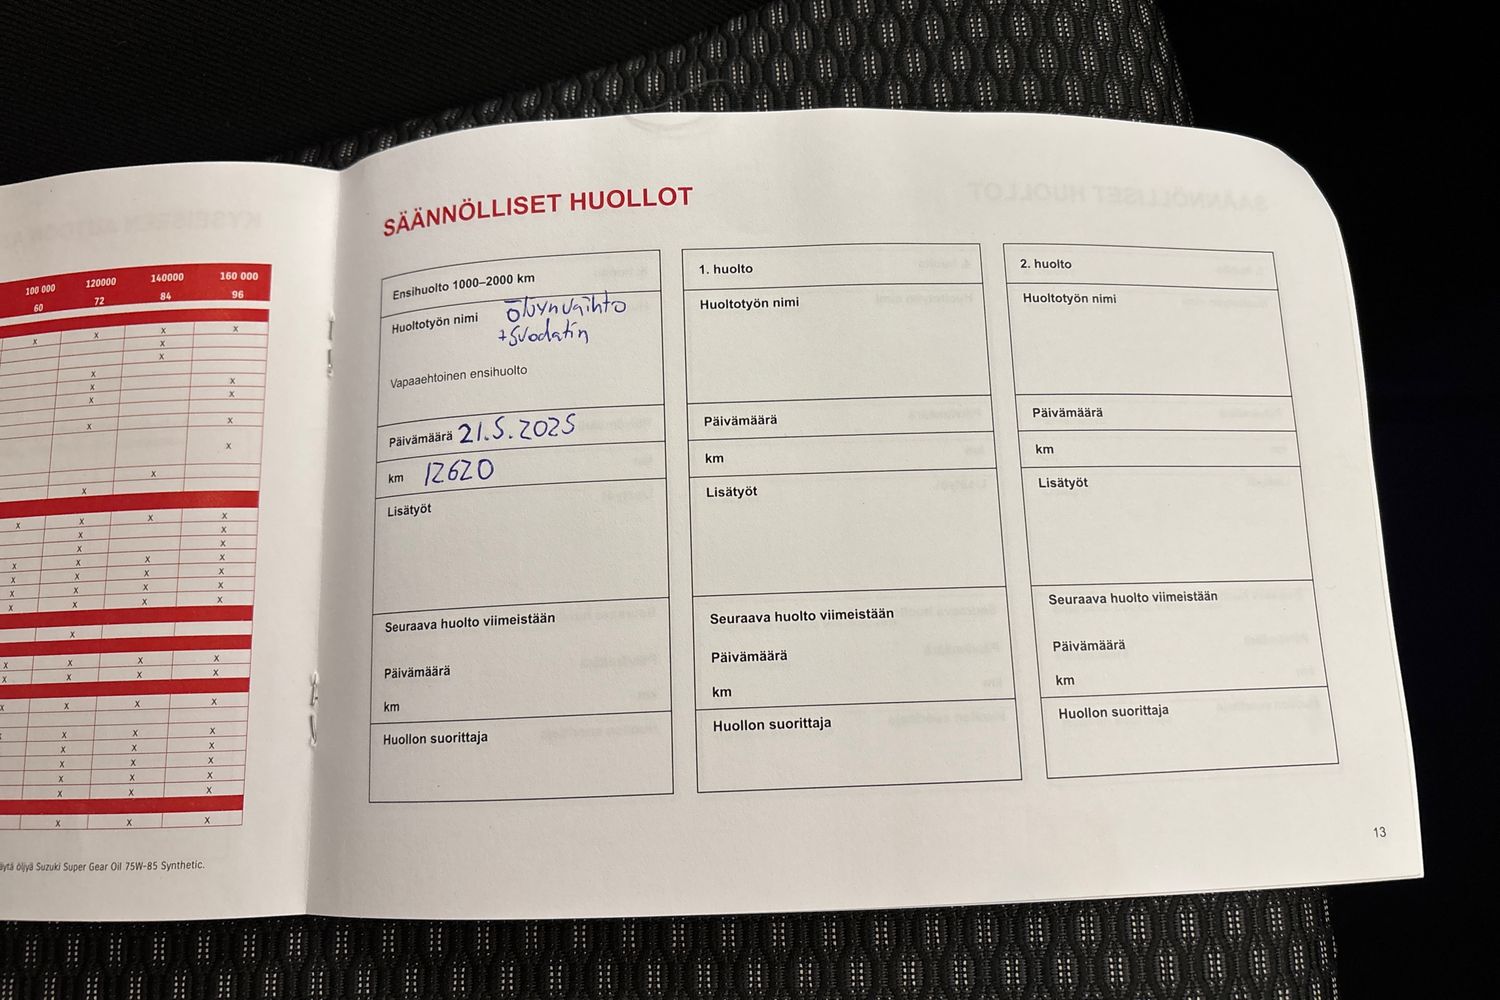 100 000 120000 140000 160 000
60 72 84 96
öljyä Suzuki Super Gear Oil 75W-85 Synthetic.
SÄÄNNÖLLISET HUOLLOT
Ensihuolto 1000–2000 km
Huoltotyön nimi Öljynvaihto
+suodatin
Vapaaehtoinen ensihuolto
Päivämäärä 21.5.2025
km 12620
Lisätyöt
Seuraava huolto viimeistään
Päivämäärä
km
Huollon suorittaja
1. huolto
Huoltotyön nimi
Päivämäärä
km
Lisätyöt
Seuraava huolto viimeistään
Päivämäärä
km
Huollon suorittaja
2. huolto
Huoltotyön nimi
Päivämäärä
km
Lisätyöt
Seuraava huolto viimeistään
Päivämäärä
km
Huollon suorittaja
13